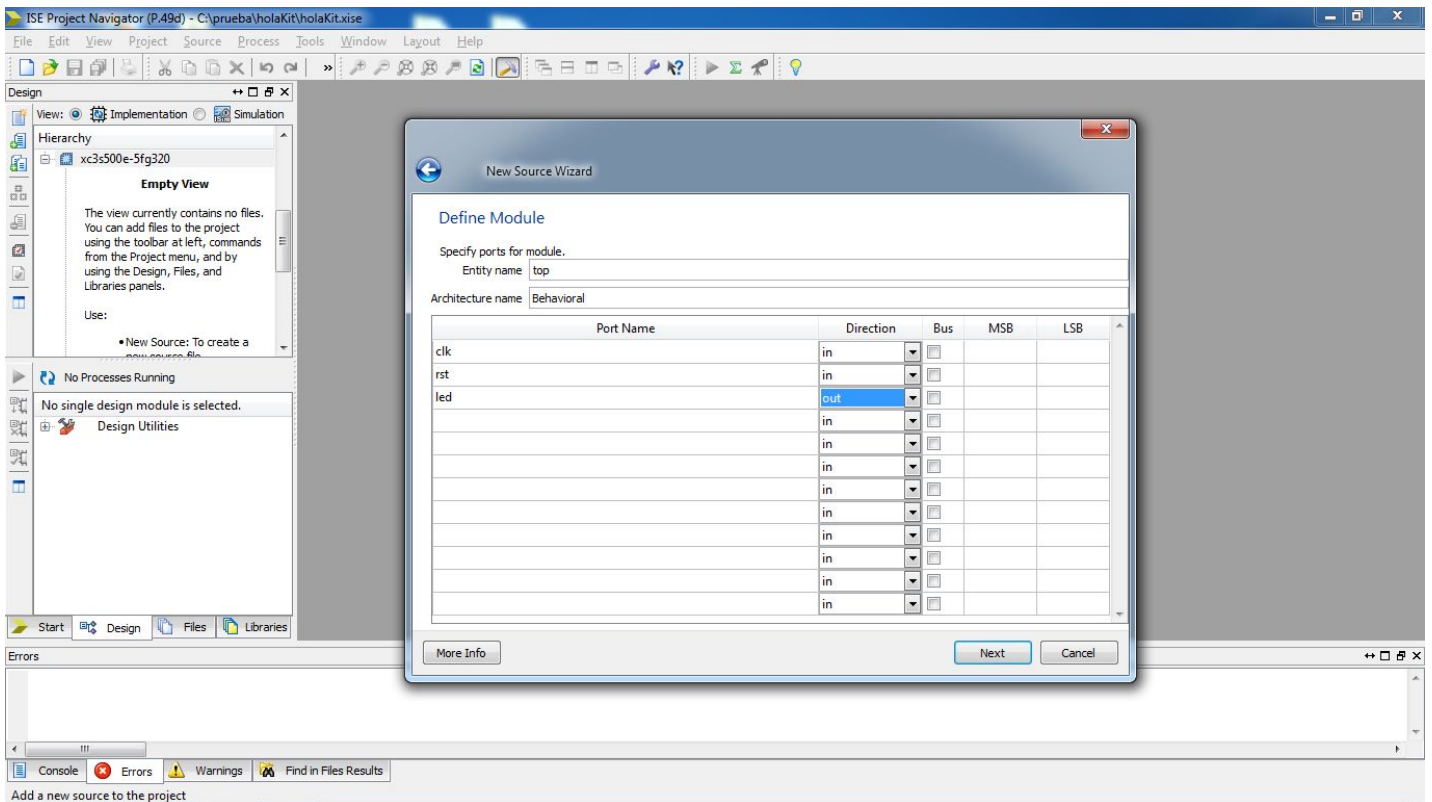 ISE Project Navigator (P.49d) - C:\prueba\holaKit\holaKit.xise
File Edit View Project Source Process Tools Window Layout Help
Design
View: Implementation Simulation
Hierarchy
xc3s500e-5fg320
Empty View
The view currently contains no files.
You can add files to the project
using the toolbar at left, commands
from the Project menu, and by
using the Design, Files, and
Libraries panels.
Use:
•New Source: To create a
new source file
No Processes Running
No single design module is selected.
Design Utilities
Start Design Files Libraries
New Source Wizard
Define Module
Specify ports for module.
Entity name top
Architecture name Behavioral
Port Name Direction Bus MSB LSB
clk in
rst in
led out
in
in
in
in
in
in
in
in
in
More Info Next Cancel
Errors
Console Errors Warnings Find in Files Results
Add a new source to the project